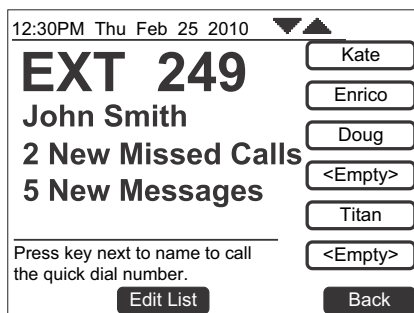 12:30PM Thu Feb 25 2010
EXT 249
John Smith
2 New Missed Calls
5 New Messages
Press key next to name to call
the quick dial number.
Kate
Enrico
Doug
<Empty>
Titan
<Empty>
Edit List
Back